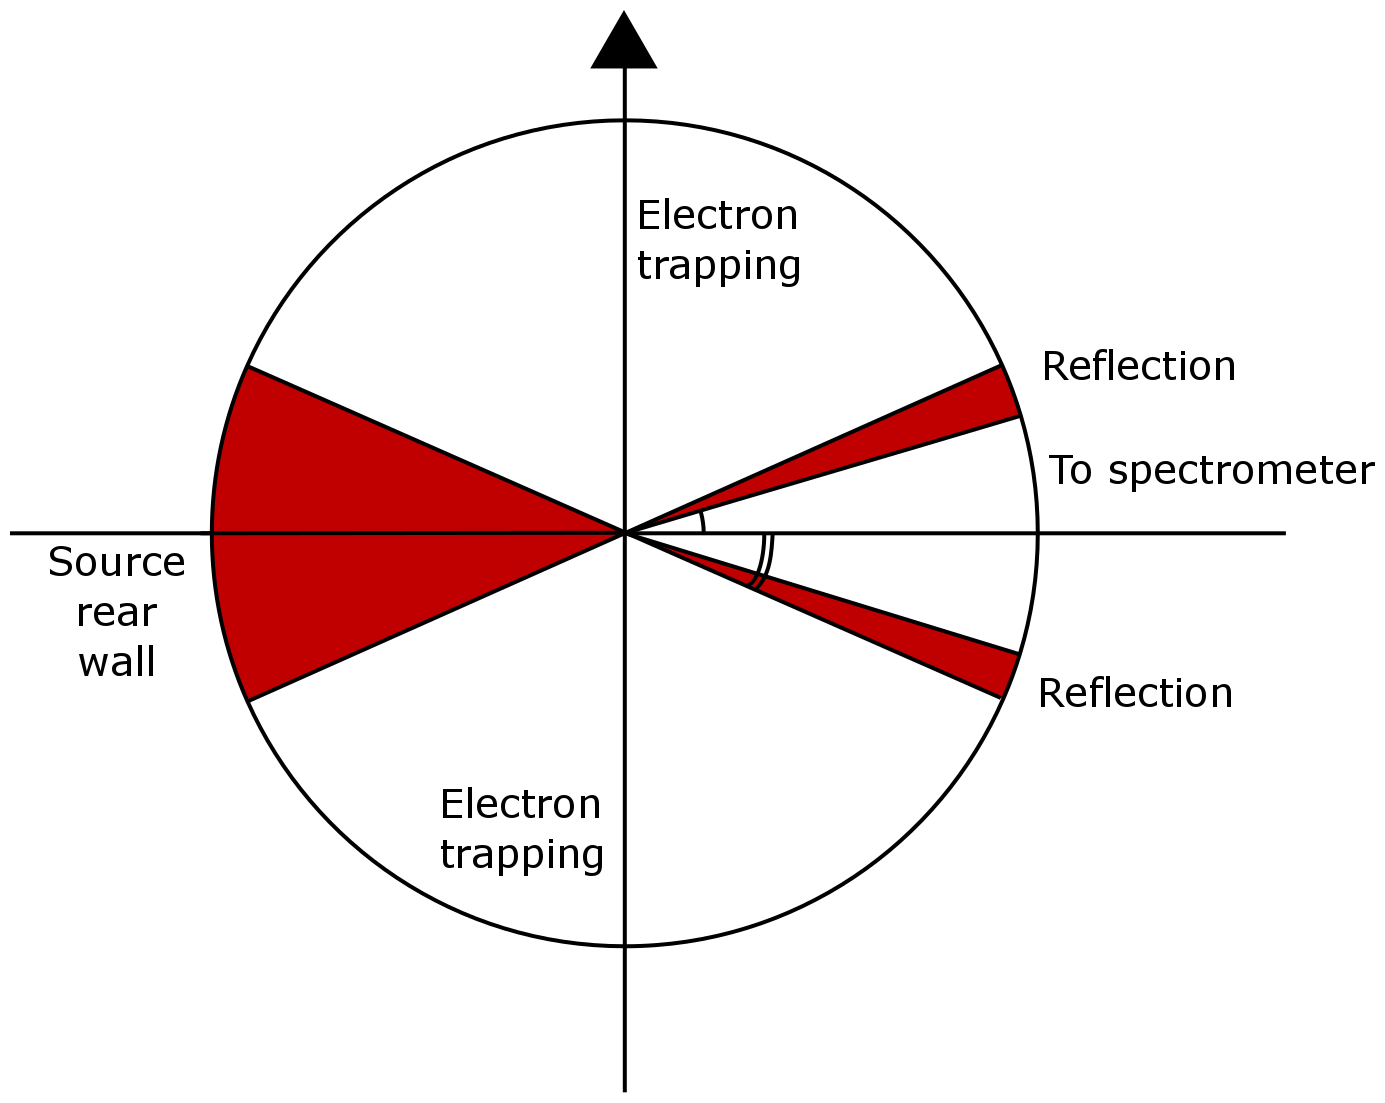 Electron
trapping
Reflection
To spectrometer
Source
rear
wall
Reflection
Electron
trapping